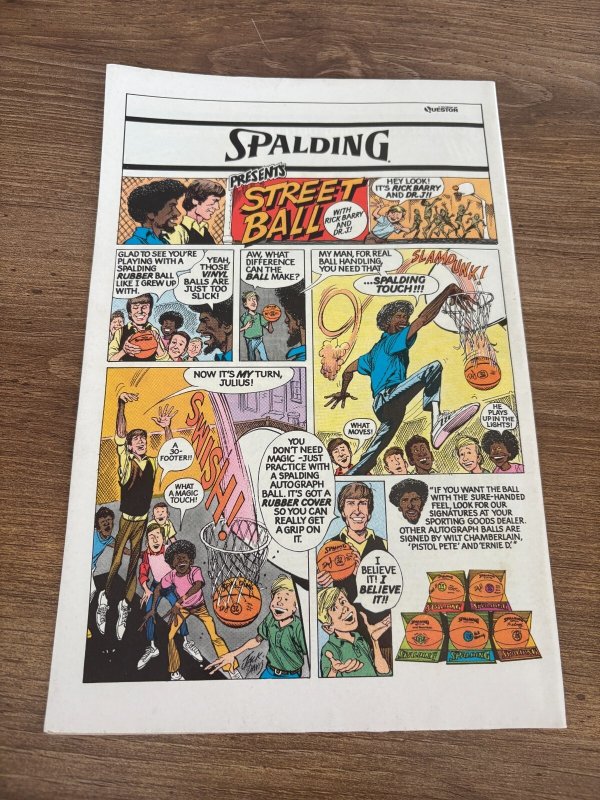 QUESTOR
SPALDING
PRESENTS
STREET
BALL
WITH
RICK BARRY
AND
DR. J!
HEY LOOK!
IT'S RICK BARRY
AND DR. J!!
GLAD TO SEE YOU'RE
PLAYING WITH A
SPALDING
RUBBER BALL
LIKE I GREW UP
WITH.
YEAH,
THOSE
VINYL
BALLS ARE
JUST TOO
SLICK!
AW, WHAT
DIFFERENCE
CAN THE
BALL MAKE?
MY MAN, FOR REAL
BALL HANDLING,
YOU NEED THAT
...SPALDING
TOUCH!!!
SLAM DUNK!
WHAT
MOVES!
HE
PLAYS
UP IN THE
LIGHTS!
NOW IT'S MY TURN,
JULIUS!
A
30-
FOOTER!!
WHAT
A MAGIC
TOUCH!
SWISH!
YOU
DON'T NEED
MAGIC - JUST
PRACTICE WITH
A SPALDING
AUTOGRAPH
BALL. IT'S GOT A
RUBBER COVER
SO YOU CAN
REALLY GET
A GRIP ON
IT.
SPALDING
JACK
DAVIS
I
BELIEVE
IT! I
BELIEVE
IT!!
"IF YOU WANT THE BALL
WITH THE SURE-HANDED
FEEL, LOOK FOR OUR
SIGNATURES AT YOUR
SPORTING GOODS DEALER.
OTHER AUTOGRAPH BALLS ARE
SIGNED BY WILT CHAMBERLAIN,
'PISTOL PETE' AND 'ERNIE D.'"
SPALDING